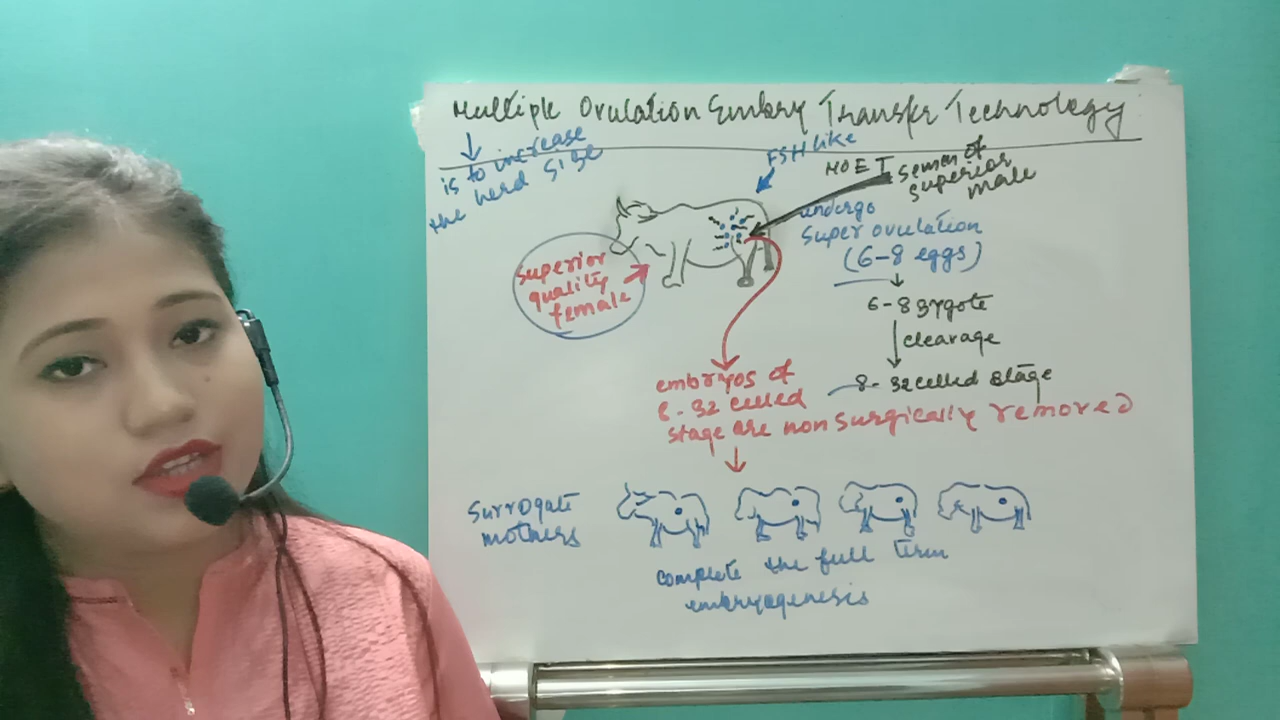 Multiple Ovulation Embry Transfer Technology
is to increase
the herd size
FSH like
MOET
semen of
superior
male
undergo
super ovulation
(6-8 eggs)
6-8 zygote
clearage
8-32 celled stage
superior
quality
female
embryos of
8-32 celled
stage are non surgically removed
Surrogate
mothers
complete the full term
embryogenesis